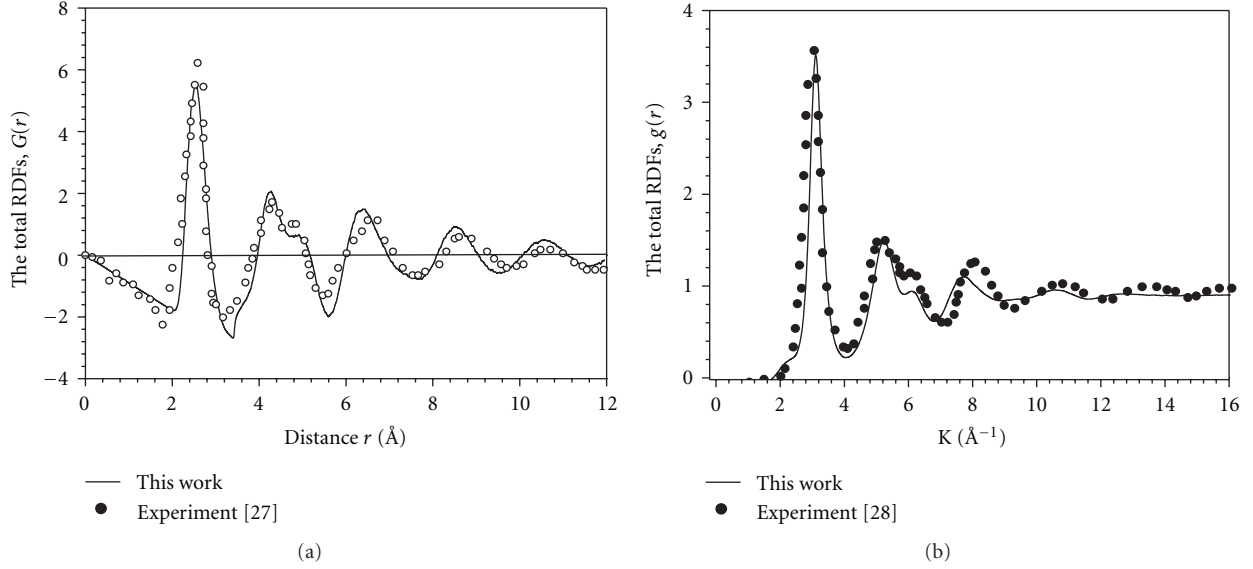 8
6
4
2
0
−2
−4
The total RDFs, G(r)
0 2 4 6 8 10 12
Distance r (Å)
This work
Experiment [27]
(a)
4
3
2
1
0
The total RDFs, g(r)
0 2 4 6 8 10 12 14 16
K (Å−1)
This work
Experiment [28]
(b)